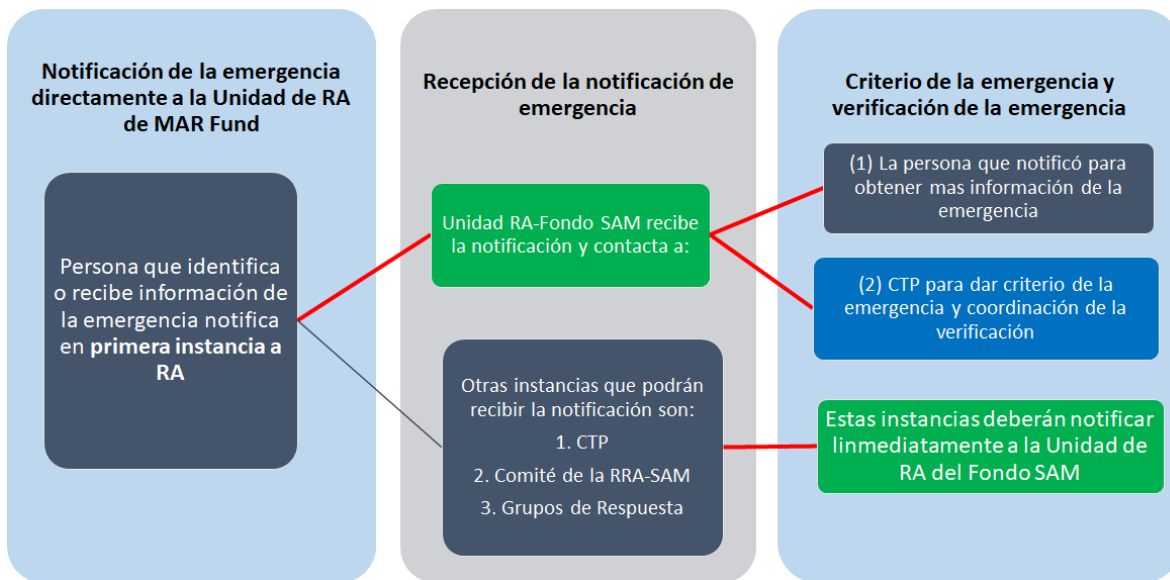 Notificación de la emergencia
directamente a la Unidad de RA
de MAR Fund
Persona que identifica
o recibe información de
la emergencia notifica
en primera instancia a
RA
Recepción de la notificación de
emergencia
Unidad RA-Fondo SAM recibe
la notificación y contacta a:
Otras instancias que podrán
recibir la notificación son:
1. CTP
2. Comité de la RRA-SAM
3. Grupos de Respuesta
Criterio de la emergencia y
verificación de la emergencia
(1) La persona que notificó para
obtener mas información de la
emergencia
(2) CTP para dar criterio de la
emergencia y coordinación de la
verificación
Estas instancias deberán notificar
linmediatamente a la Unidad de
RA del Fondo SAM